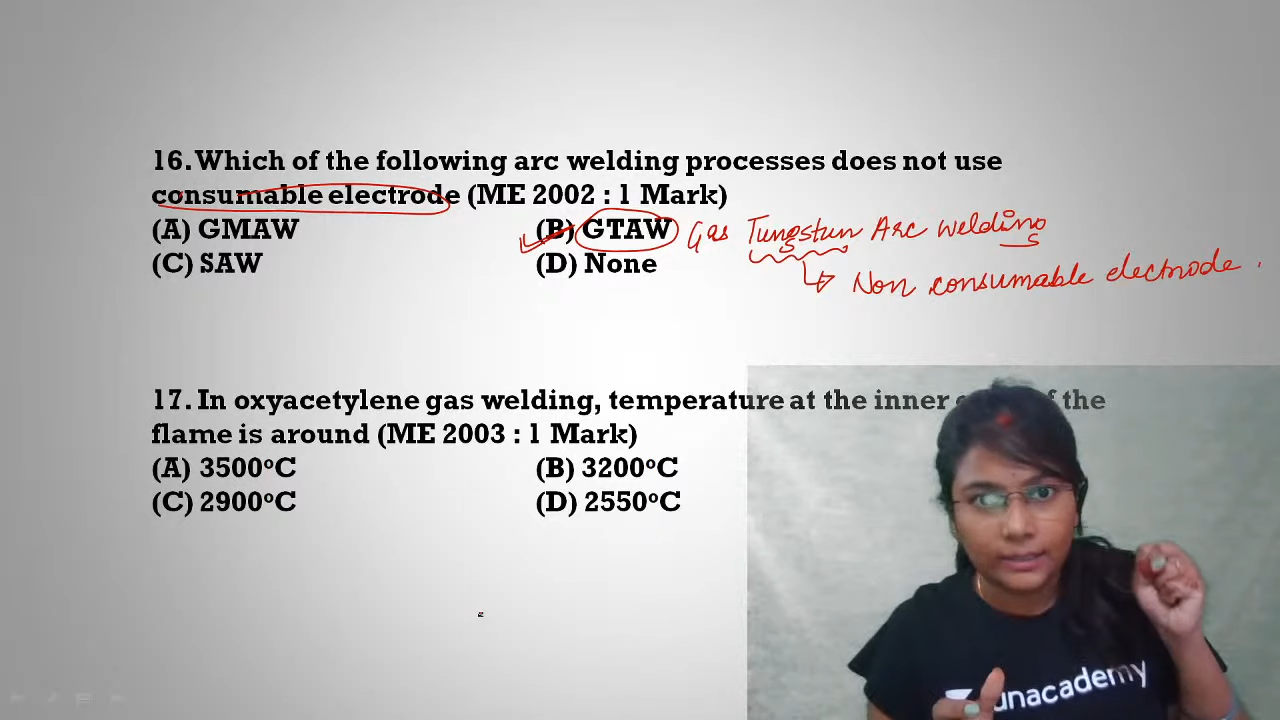 16. Which of the following arc welding processes does not use
consumable electrode (ME 2002 : 1 Mark)
(A) GMAW (B) GTAW Gas Tungstun Arc welding
(C) SAW (D) None Non consumable electrode.
17. In oxyacetylene gas welding, temperature at the inner of the
flame is around (ME 2003 : 1 Mark)
(A) 3500°C (B) 3200°C
(C) 2900°C (D) 2550°C
unacademy